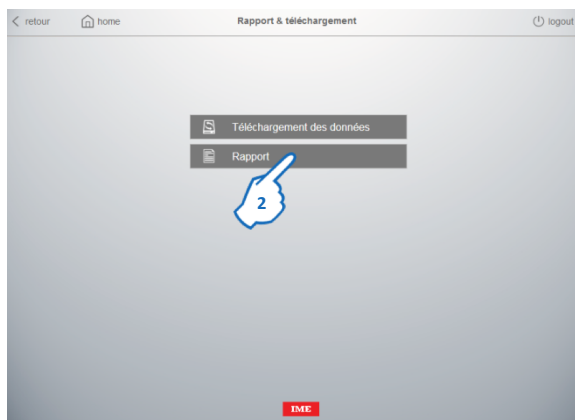 retour
home
Rapport & téléchargement
logout
Téléchargement des données
Rapport
2
IME